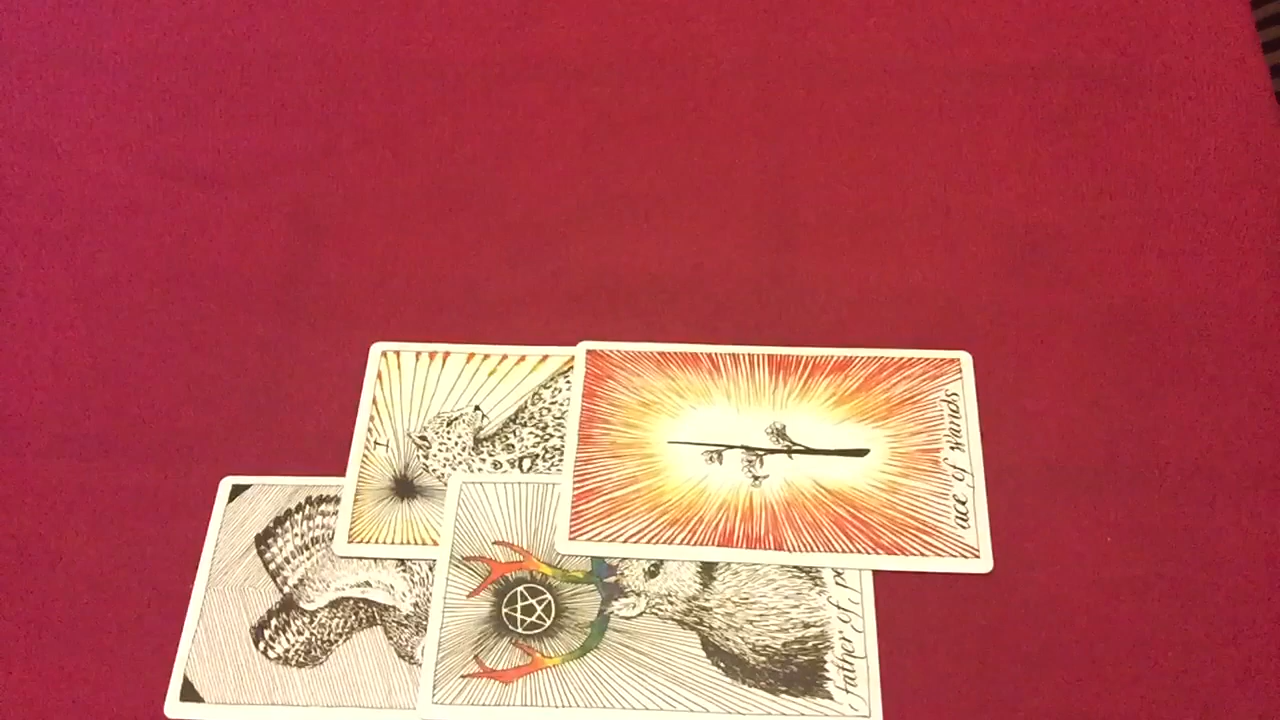 I
ace of wands
father of